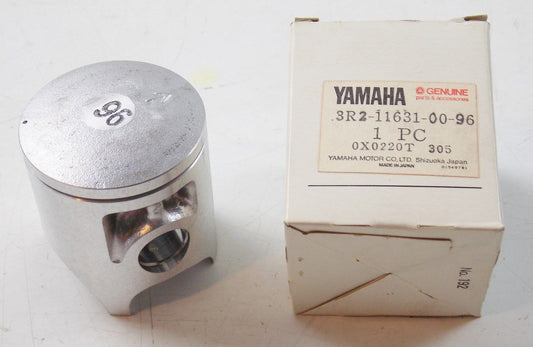 96
YAMAHA
GENUINE
parts & accessories
3R2-11631-00-96
1 PC
0X0220T 305
YAMAHA MOTOR CO., LTD. Shizuoka Japan
MADE IN JAPAN
No. 192